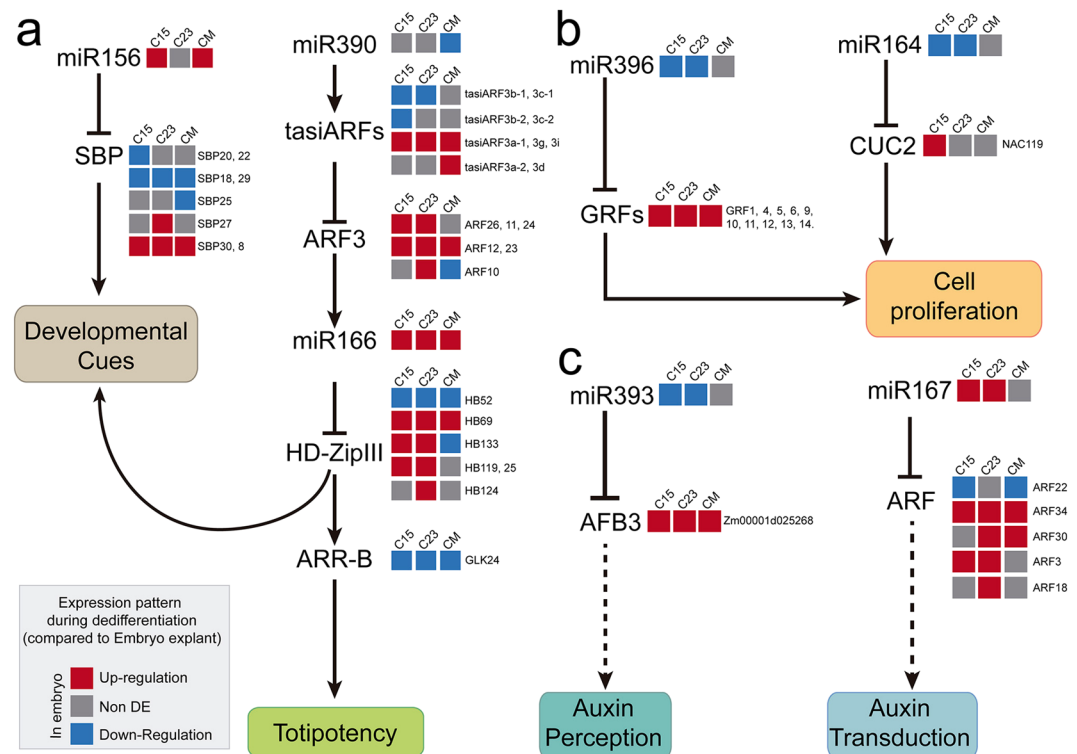 a
miR156
C15 C23 CM
SBP
C15 C23 CM
SBP20, 22
SBP18, 29
SBP25
SBP27
SBP30, 8
Developmental
Cues
miR390
C15 C23 CM
tasiARFs
C15 C23 CM
tasiARF3b-1, 3c-1
tasiARF3b-2, 3c-2
tasiARF3a-1, 3g, 3i
tasiARF3a-2, 3d
ARF3
C15 C23 CM
ARF26, 11, 24
ARF12, 23
ARF10
miR166
C15 C23 CM
HD-ZipIII
C15 C23 CM
HB52
HB69
HB133
HB119, 25
HB124
ARR-B
C15 C23 CM
GLK24
Totipotency
Expression pattern
during dedifferentiation
(compared to Embryo explant)
In embryo
Up-regulation
Non DE
Down-Regulation
b
miR396
C15 C23 CM
GRFs
C15 C23 CM
GRF1, 4, 5, 6, 9,
10, 11, 12, 13, 14.
miR164
C15 C23 CM
CUC2
C15 C23 CM
NAC119
Cell
proliferation
c
miR393
C15 C23 CM
AFB3
C15 C23 CM
Zm00001d025268
Auxin
Perception
miR167
C15 C23 CM
ARF
C15 C23 CM
ARF22
ARF34
ARF30
ARF3
ARF18
Auxin
Transduction